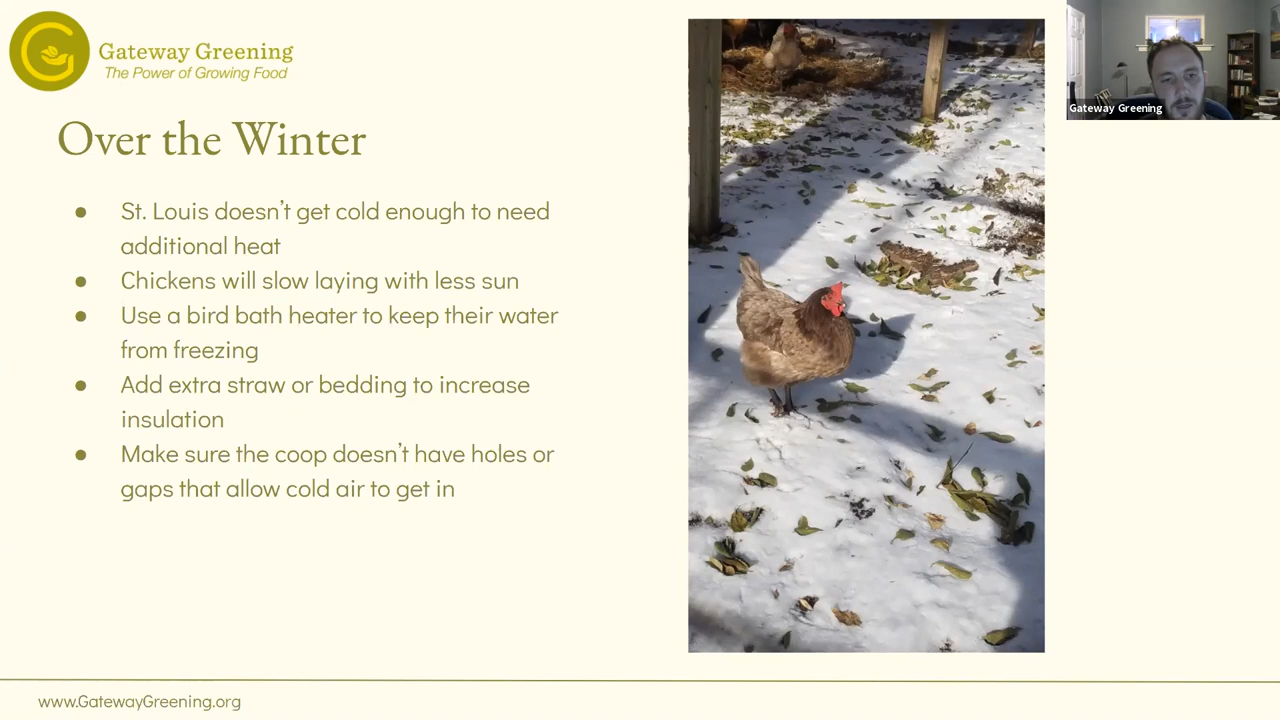 Gateway Greening
The Power of Growing Food
Gateway Greening
Over the Winter
● St. Louis doesn’t get cold enough to need
additional heat
● Chickens will slow laying with less sun
● Use a bird bath heater to keep their water
from freezing
● Add extra straw or bedding to increase
insulation
● Make sure the coop doesn’t have holes or
gaps that allow cold air to get in
www.GatewayGreening.org